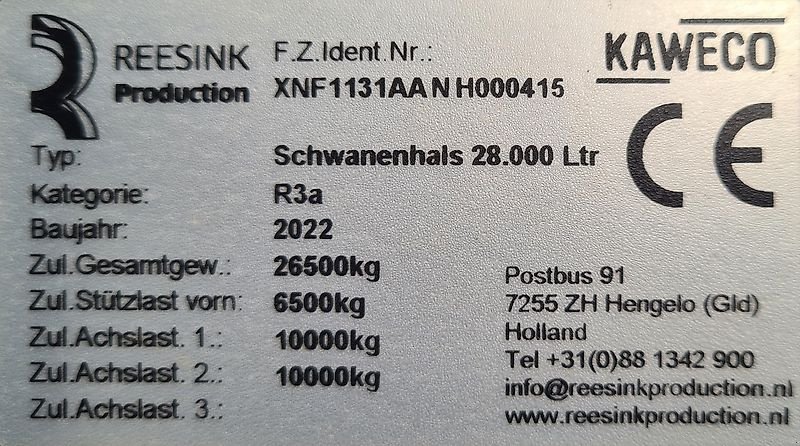 REESINK
Production
F.Z.Ident.Nr.:
XNF1131AANH000415
KAWECO
CE
Typ: Schwanenhals 28.000 Ltr
Kategorie: R3a
Baujahr: 2022
Zul.Gesamtgew.: 26500kg
Zul.Stützlast vorn: 6500kg
Zul.Achslast. 1.: 10000kg
Zul.Achslast. 2.: 10000kg
Zul.Achslast. 3.:
Postbus 91
7255 ZH Hengelo (Gld)
Holland
Tel +31(0)88 1342 900
info@reesinkproduction.nl
www.reesinkproduction.nl